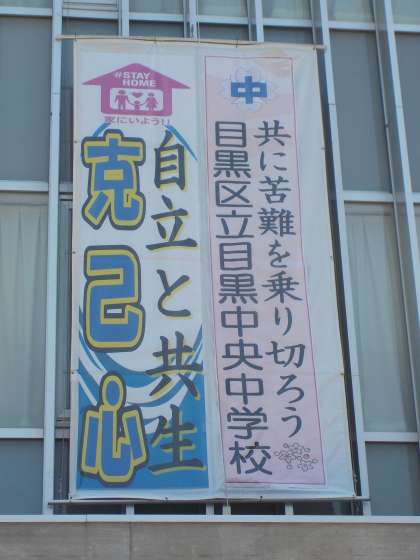 中
共に苦難を乗り切ろう
目黒区立目黒中央中学校
#STAY
HOME
家にいよう!!
自立と共生
克己心